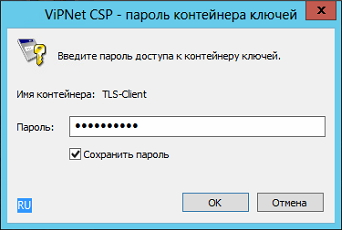 ViPNet CSP - пароль контейнера ключей
x
Введите пароль доступа к контейнеру ключей.
Имя контейнера: TLS-Client
Пароль: ••••••••••
Сохранить пароль
RU OK Отмена